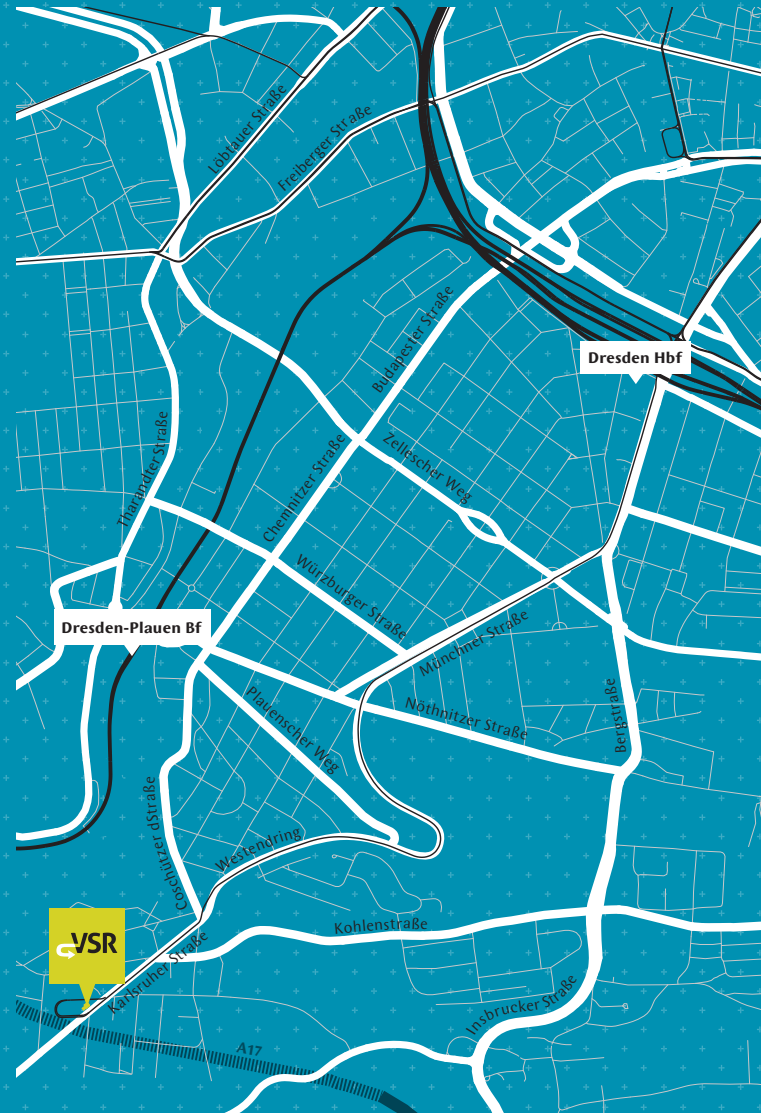 Löbtauer Straße
Freiberger Straße
Budapester Straße
Dresden Hbf
Tharandter Straße
Chemnitzer Straße
Zellescher Weg
Würzburger Straße
Dresden-Plauen Bf
Münchner Straße
Plauenscher Weg
Nöthnitzer Straße
Bergstraße
Coschützer dStraße
Westendring
Kohlenstraße
VSR
Karlsruher Straße
Insbrucker Straße
A17